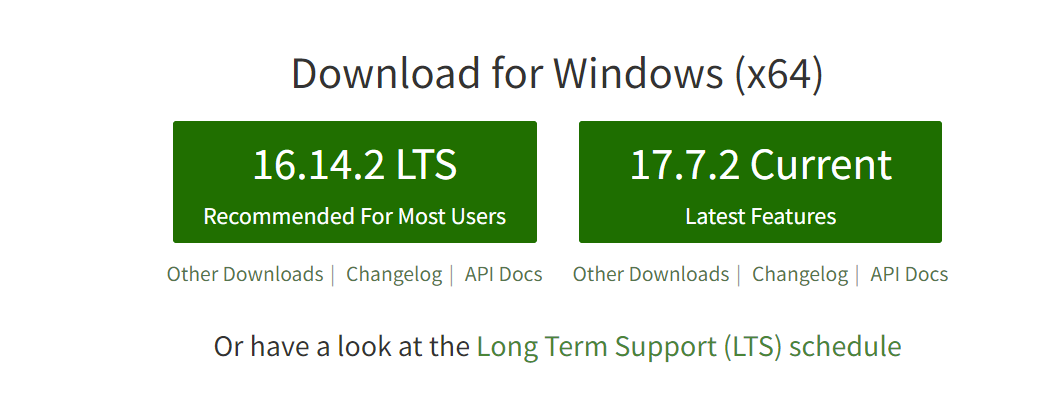 Download for Windows (x64)
16.14.2 LTS
Recommended For Most Users
17.7.2 Current
Latest Features
Other Downloads | Changelog | API Docs
Other Downloads | Changelog | API Docs
Or have a look at the Long Term Support (LTS) schedule